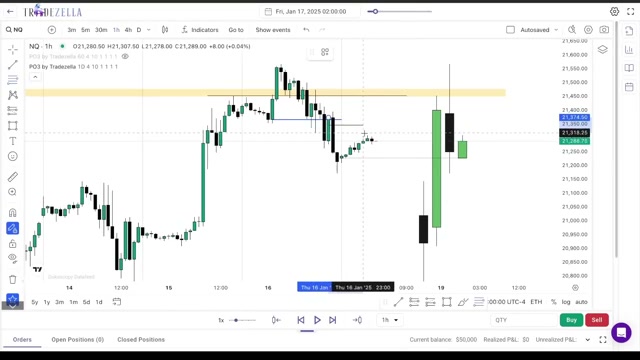 TRADEZELLA
Fri, Jan 17, 2025 02:00:00
NQ
3m 5m 30m 1h 4h D
Indicators
Go to
Show events
Autosaved
NQ · 1h O21,280.50 H21,307.50 L21,278.00 C21,289.00 +8.00 (+0.04%)
PO3 by Tradezella
PO3 by Tradezella 1D 4 10 1 1 1 1
21,650.00
21,600.00
21,550.00
21,500.00
21,450.00
21,400.00
21,374.50
21,350.00
21,318.25
21,288.75
21,250.00
21,200.00
21,150.00
21,100.00
21,050.00
21,000.00
20,950.00
20,900.00
20,850.00
20,800.00
14 12:00 15 12:00 16
Thu 16 Jan
Thu 16 Jan '25 23:00
09:00 19 03:00 12:00
5y 1y 3m 1m 5d 1d
:00:00 UTC-4 ETH % log auto
1x
1h
QTY
Buy
Sell
Orders
Open Positions (0)
Closed Positions
Current balance: $50,000
Realized P&L: $0
Unrealized P&L: